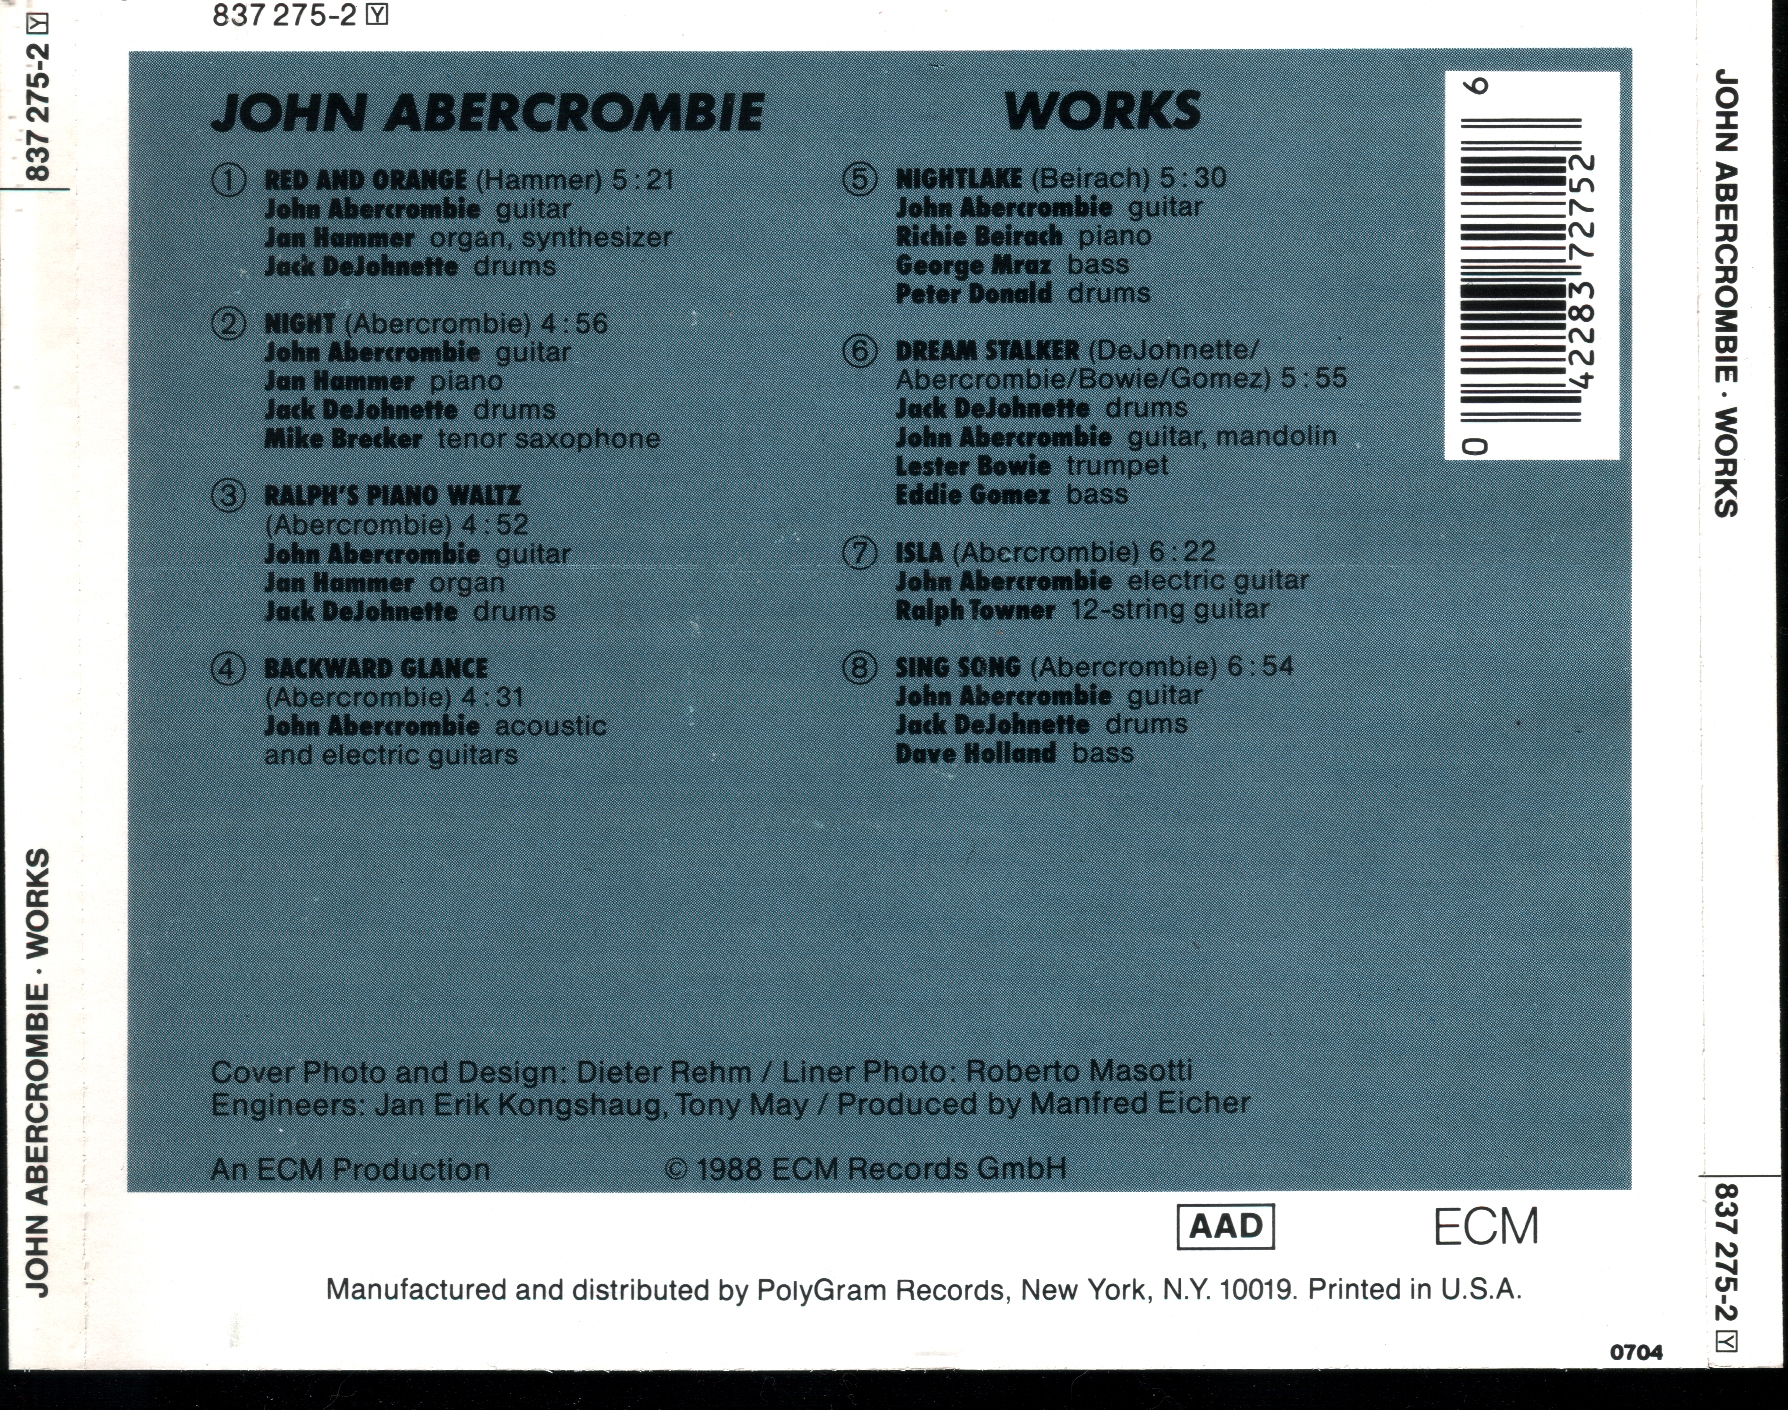 837 275-2 Y
837 275-2 Y
JOHN ABERCROMBIE · WORKS
JOHN ABERCROMBIE
① RED AND ORANGE (Hammer) 5:21
John Abercrombie guitar
Jan Hammer organ, synthesizer
Jack DeJohnette drums
② NIGHT (Abercrombie) 4:56
John Abercrombie guitar
Jan Hammer piano
Jack DeJohnette drums
Mike Brecker tenor saxophone
③ RALPH'S PIANO WALTZ
(Abercrombie) 4:52
John Abercrombie guitar
Jan Hammer organ
Jack DeJohnette drums
④ BACKWARD GLANCE
(Abercrombie) 4:31
John Abercrombie acoustic
and electric guitars
WORKS
⑤ NIGHTLAKE (Beirach) 5:30
John Abercrombie guitar
Richie Beirach piano
George Mraz bass
Peter Donald drums
⑥ DREAM STALKER (DeJohnette/
Abercrombie/Bowie/Gomez) 5:55
Jack DeJohnette drums
John Abercrombie guitar, mandolin
Lester Bowie trumpet
Eddie Gomez bass
⑦ ISLA (Abercrombie) 6:22
John Abercrombie electric guitar
Ralph Towner 12-string guitar
⑧ SING SONG (Abercrombie) 6:54
John Abercrombie guitar
Jack DeJohnette drums
Dave Holland bass
0 42283 72752 6
Cover Photo and Design: Dieter Rehm / Liner Photo: Roberto Masotti
Engineers: Jan Erik Kongshaug, Tony May / Produced by Manfred Eicher
An ECM Production © 1988 ECM Records GmbH
AAD ECM
Manufactured and distributed by PolyGram Records, New York, N.Y. 10019. Printed in U.S.A.
0704
JOHN ABERCROMBIE · WORKS
837 275-2 Y